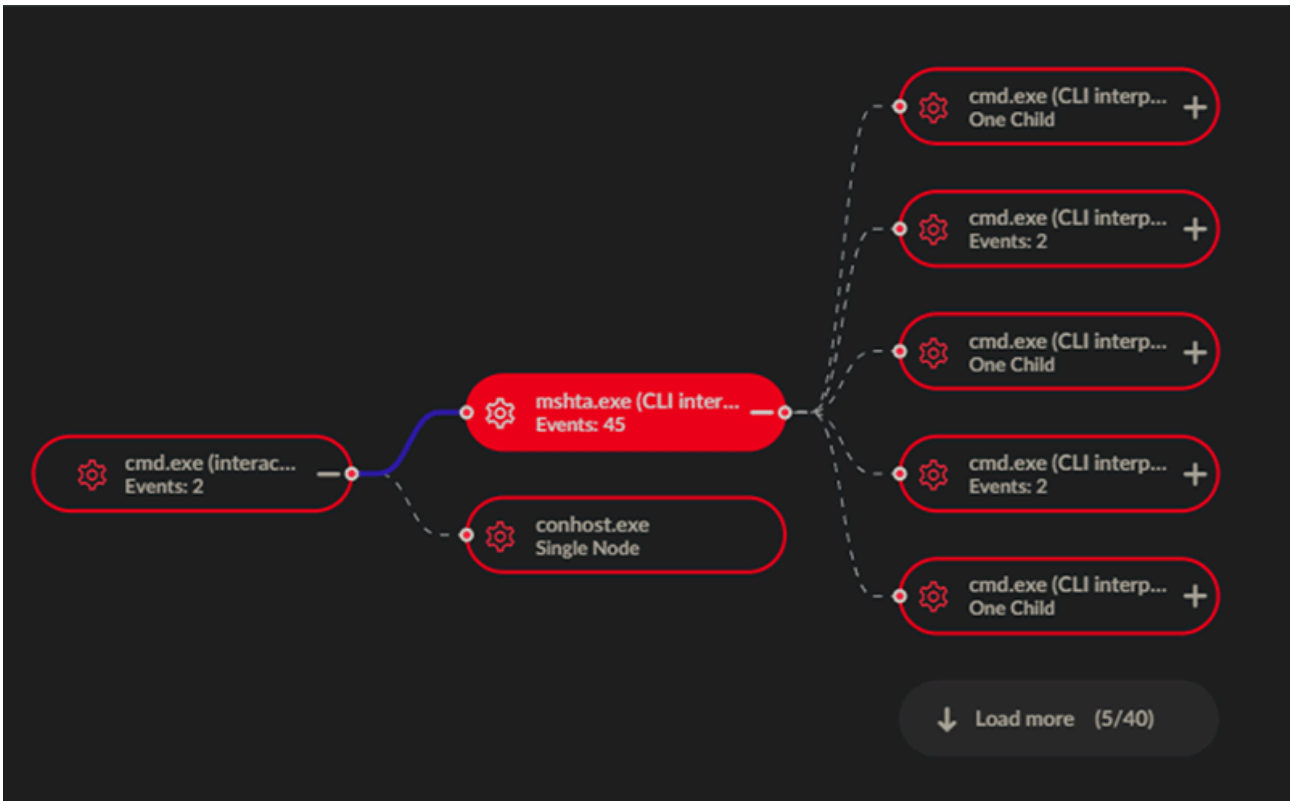 cmd.exe (interac...
Events: 2
mshta.exe (CLI inter...
Events: 45
conhost.exe
Single Node
cmd.exe (CLI interp...
One Child
cmd.exe (CLI interp...
Events: 2
cmd.exe (CLI interp...
One Child
cmd.exe (CLI interp...
Events: 2
cmd.exe (CLI interp...
One Child
Load more (5/40)